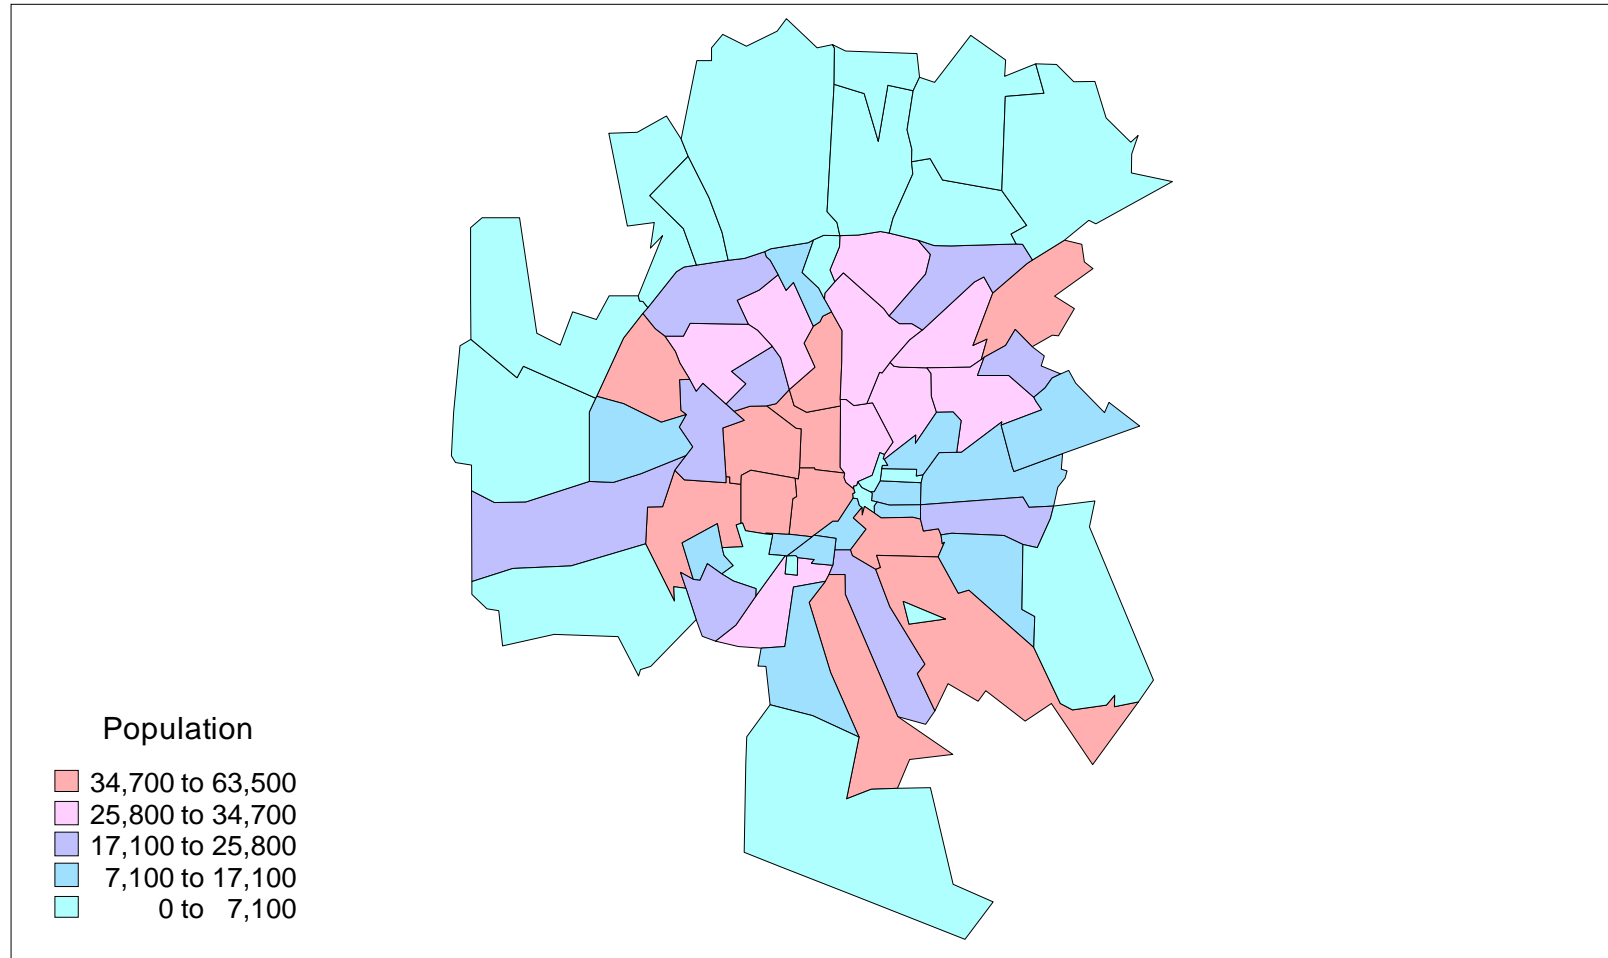 Population
34,700 to 63,500
25,800 to 34,700
17,100 to 25,800
7,100 to 17,100
0 to 7,100